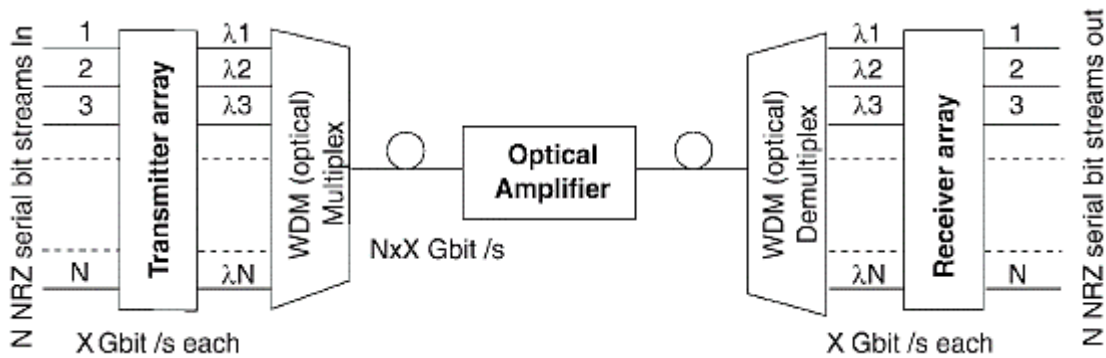 N NRZ serial bit streams In
1
2
3
N
Transmitter array
X Gbit /s each
λ1
λ2
λ3
λN
WDM (optical)
Multiplex
NxX Gbit /s
Optical
Amplifier
WDM (optical)
Demultiplex
λ1
λ2
λ3
λN
Receiver array
X Gbit /s each
1
2
3
N
N NRZ serial bit streams out